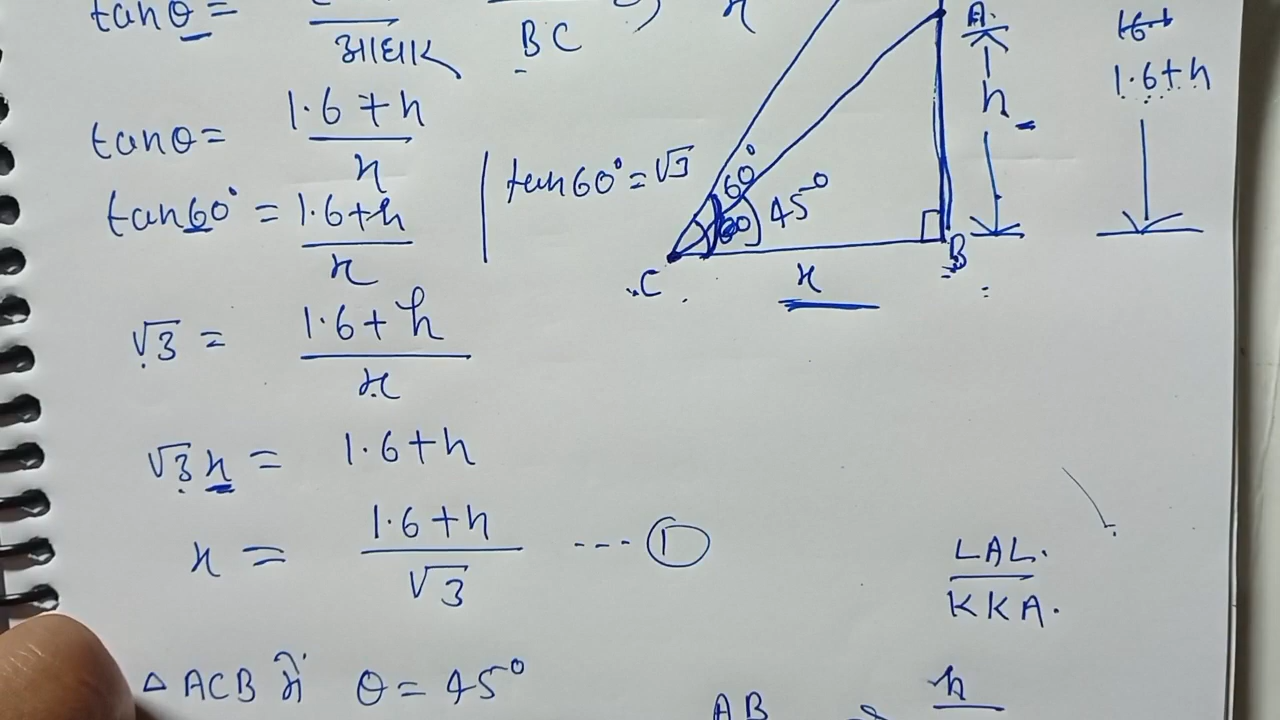 tanθ =
आधार BC
tanθ = 1.6+h / x
tan60° = 1.6+h / x
tan60° = √3
√3 = 1.6+h / x
√3x = 1.6+h
x = 1.6+h / √3 ---- ①
△ACB में θ = 45°
A
h
1.6+h
60°
60
45°
C
x
B
LAL.
KKA.
AB
h